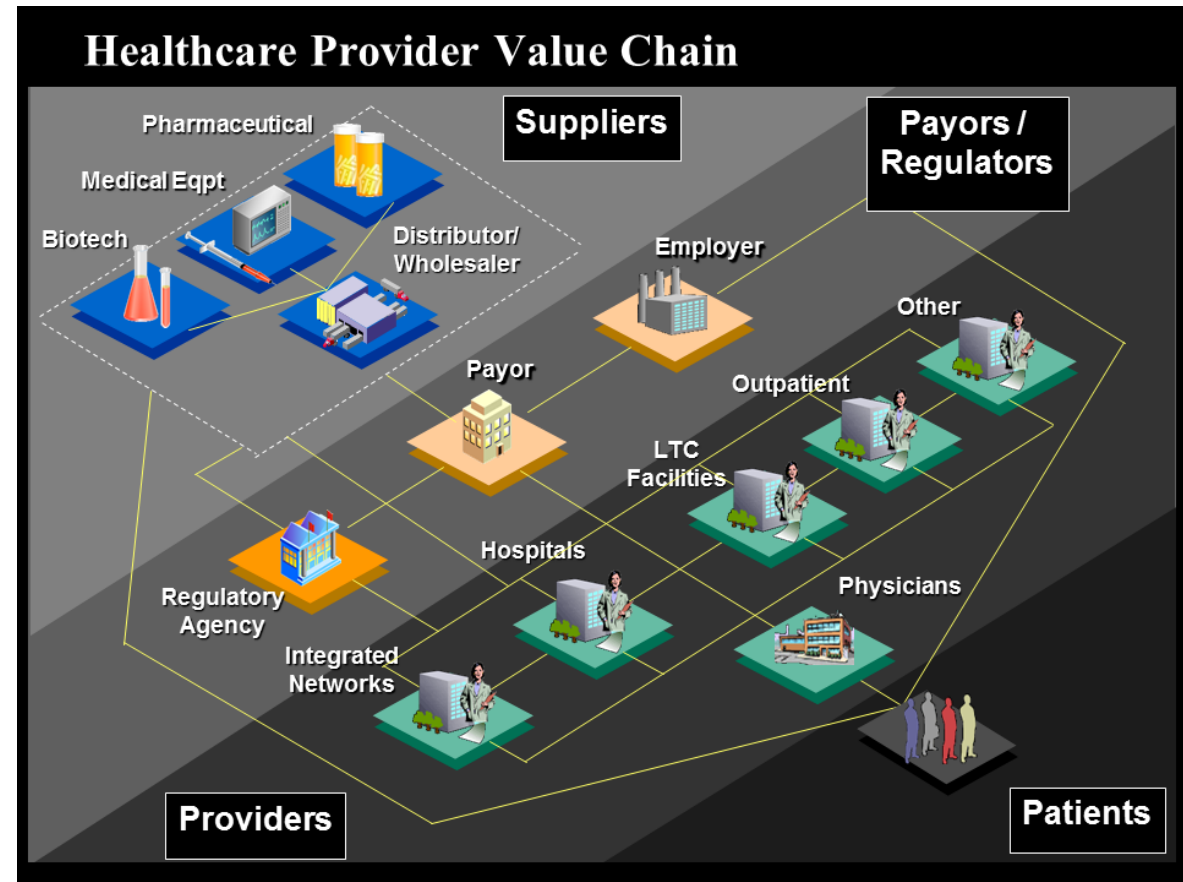 Healthcare Provider Value Chain
Suppliers
Payors /
Regulators
Pharmaceutical
Medical Eqpt
Biotech
Distributor/
Wholesaler
Employer
Other
Payor
Outpatient
LTC
Facilities
Hospitals
Physicians
Regulatory
Agency
Integrated
Networks
Providers
Patients